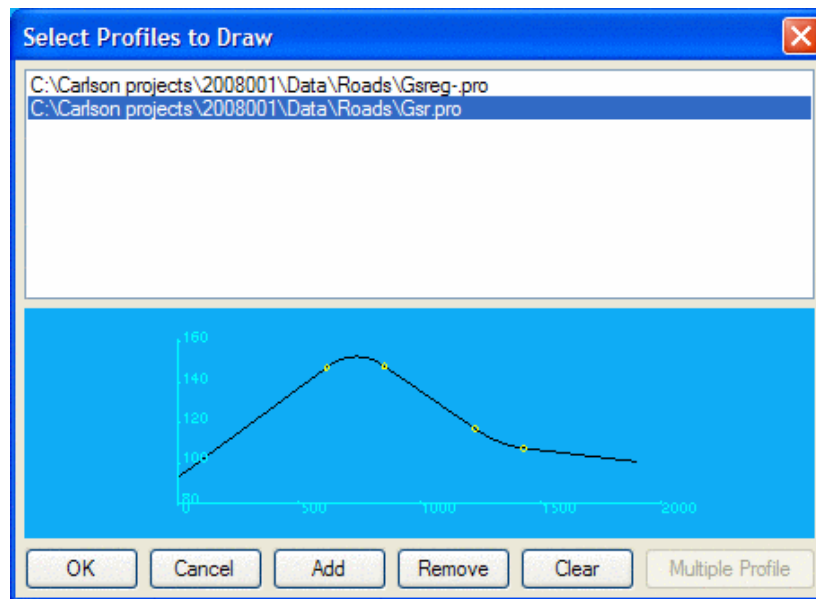 Select Profiles to Draw
C:\Carlson projects\2008001\Data\Roads\Gsreg-.pro
C:\Carlson projects\2008001\Data\Roads\Gsr.pro
160
140
120
100
80
0 500 1000 1500 2000
OK Cancel Add Remove Clear Multiple Profile